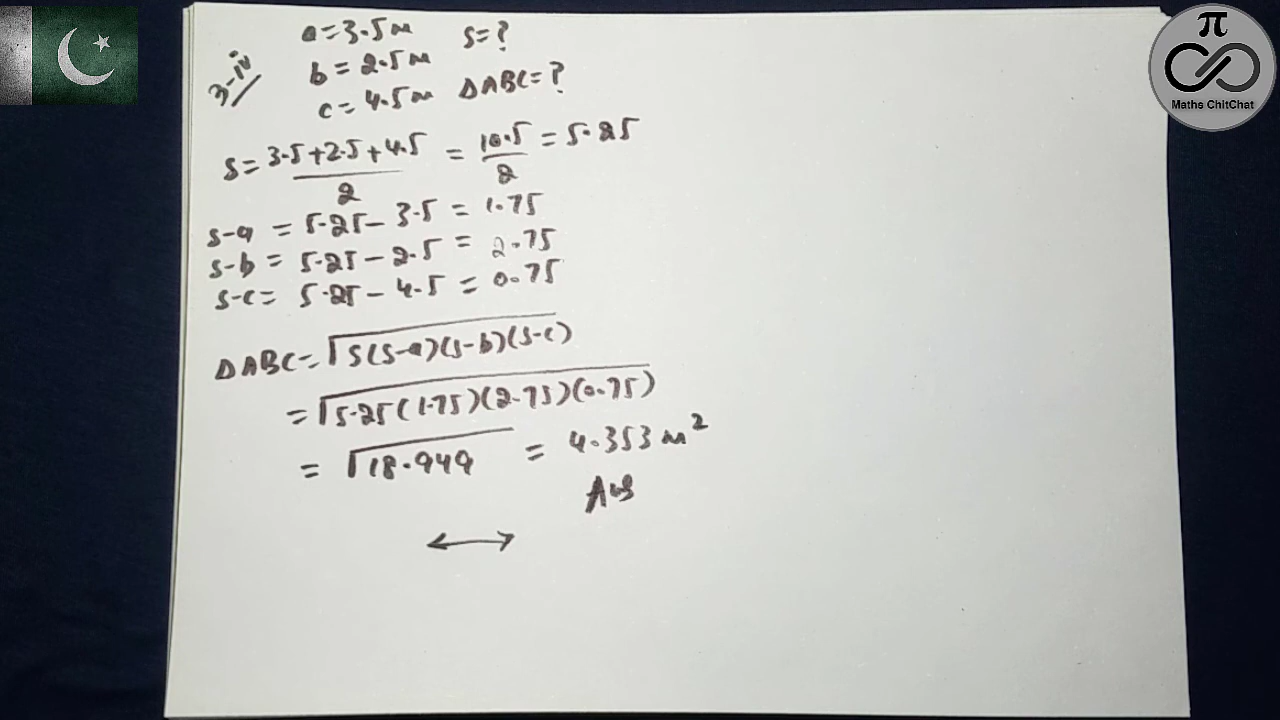 3-iv
a=3.5m s=?
b=2.5m
c=4.5m ΔABC=?
s=3.5+2.5+4.5/2 = 10.5/2 = 5.25
s-a = 5.25-3.5 = 1.75
s-b = 5.25-2.5 = 2.75
s-c = 5.25-4.5 = 0.75
ΔABC=√s(s-a)(s-b)(s-c)
=√5.25(1.75)(2.75)(0.75)
=√18.949 = 4.353 m²
Ans
π
Maths ChitChat